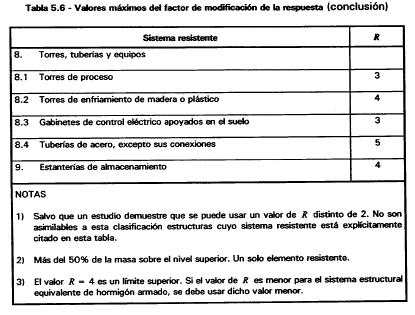 Tabla 5.6 - Valores máximos del factor de modificación de la respuesta (conclusión)
Sistema resistente R
8. Torres, tuberías y equipos
8.1 Torres de proceso 3
8.2 Torres de enfriamiento de madera o plástico 4
8.3 Gabinetes de control eléctrico apoyados en el suelo 3
8.4 Tuberías de acero, excepto sus conexiones 5
9. Estanterías de almacenamiento 4
NOTAS
1) Salvo que un estudio demuestre que se puede usar un valor de R distinto de 2. No son
asimilables a esta clasificación estructuras cuyo sistema resistente está explícitamente
citado en esta tabla.
2) Más del 50% de la masa sobre el nivel superior. Un solo elemento resistente.
3) El valor R = 4 es un límite superior. Si el valor de R es menor para el sistema estructural
equivalente de hormigón armado, se debe usar dicho valor menor.